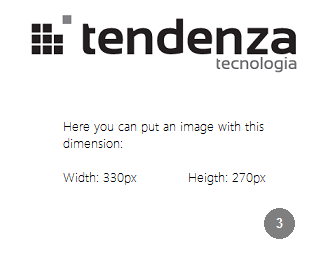 tendenza
tecnologia
Here you can put an image with this
dimension:
Width: 330px Heigth: 270px
3